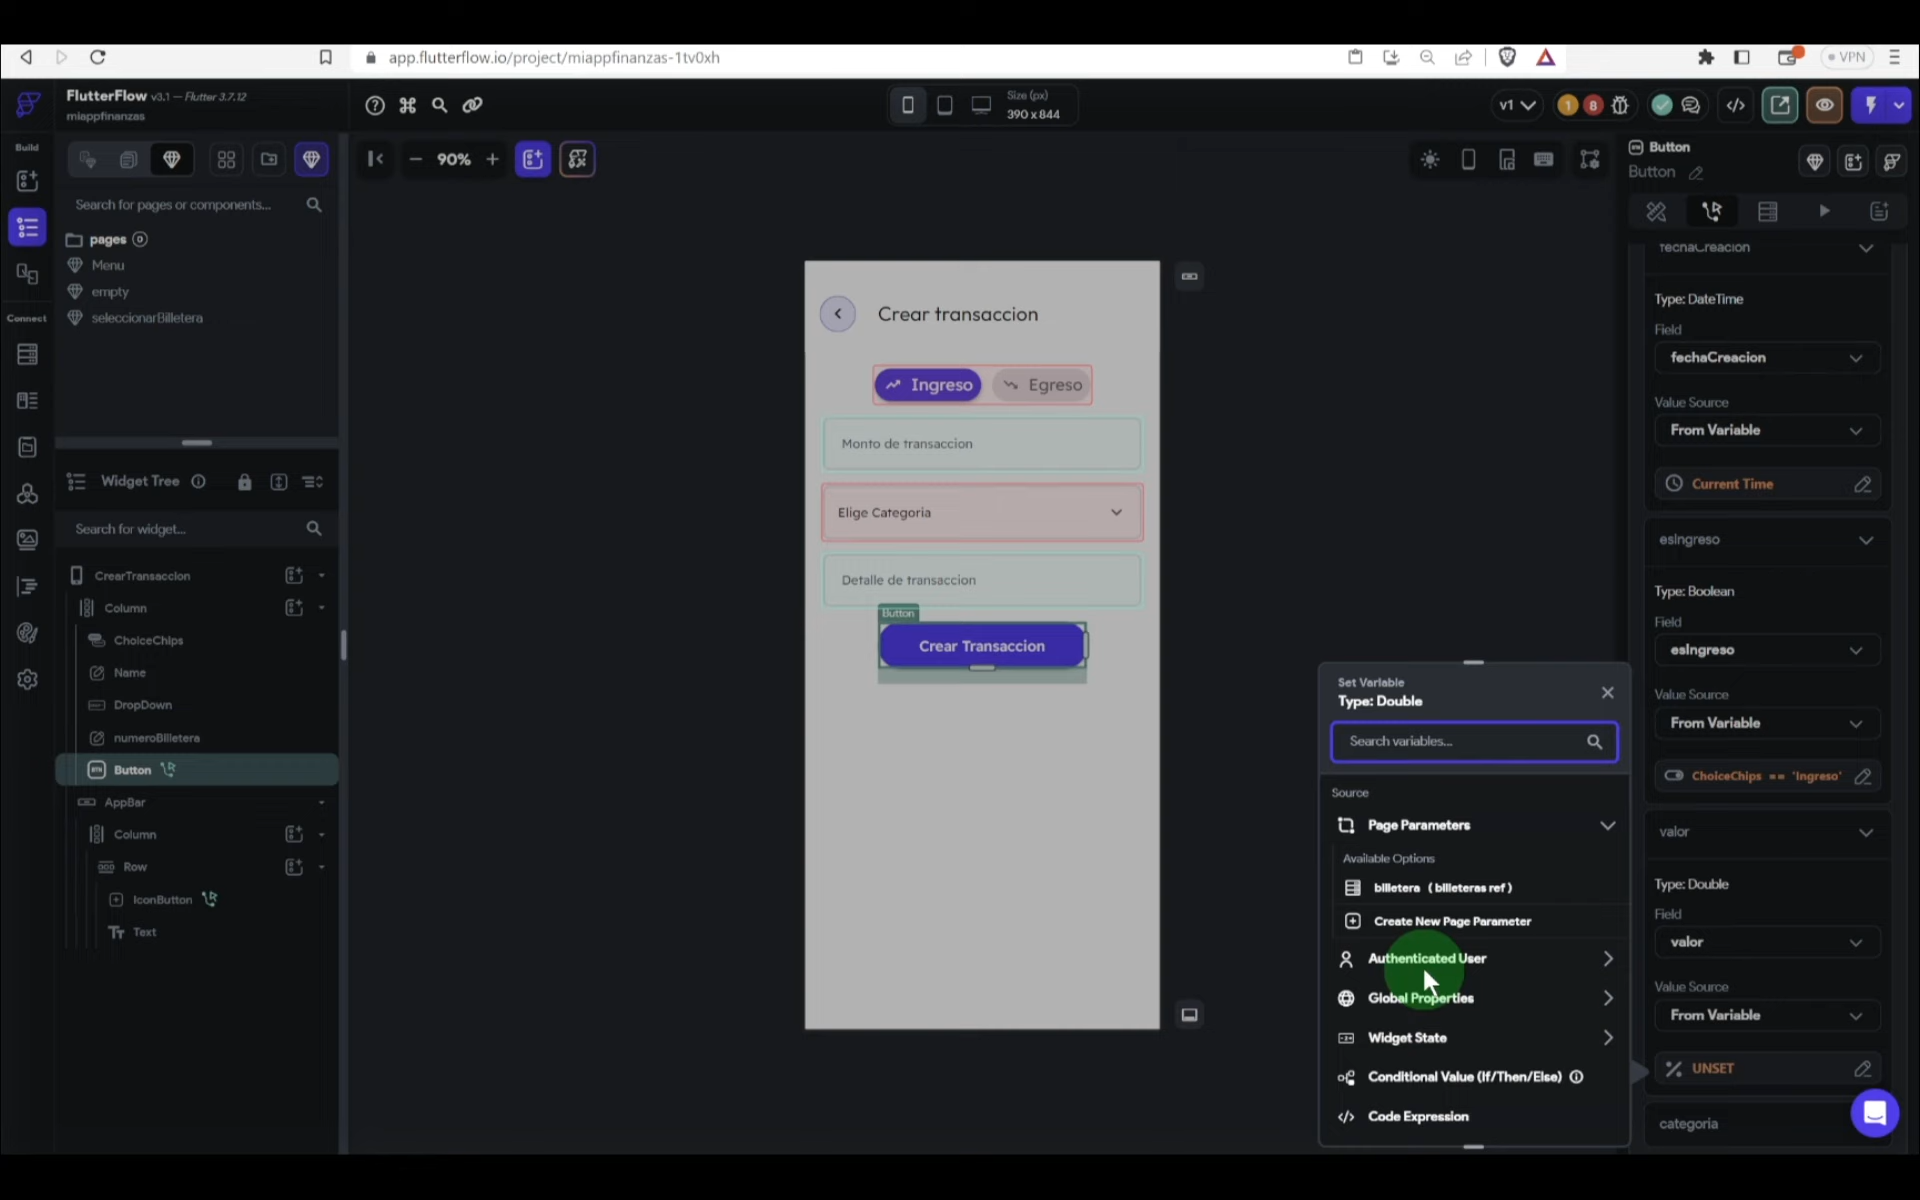 app.flutterflow.io/project/miappfinanzas-1tv0xh
VPN
FlutterFlow v3.1 — Flutter 3.7.12
miappfinanzas
Size (px)
390 x 844
v1
1
8
Build
Connect
90%
Search for pages or components...
pages 0
Menu
empty
seleccionarBilletera
Widget Tree
Search for widget...
CrearTransaccion
Column
ChoiceChips
Name
DropDown
numeroBilletera
BTN
Button
AppBar
Column
Row
IconButton
Tt Text
Crear transaccion
Ingreso
Egreso
Monto de transaccion
Elige Categoria
Detalle de transaccion
Button
Crear Transaccion
Set Variable
Type: Double
Search variables...
Source
Page Parameters
Available Options
billetera (billeteras ref)
Create New Page Parameter
Authenticated User
Global Properties
Widget State
Conditional Value (If/Then/Else)
Code Expression
Button
Button
fechaCreacion
Type: DateTime
Field
fechaCreacion
Value Source
From Variable
Current Time
esIngreso
Type: Boolean
Field
esIngreso
Value Source
From Variable
ChoiceChips == 'Ingreso'
valor
Type: Double
Field
valor
Value Source
From Variable
UNSET
categoria